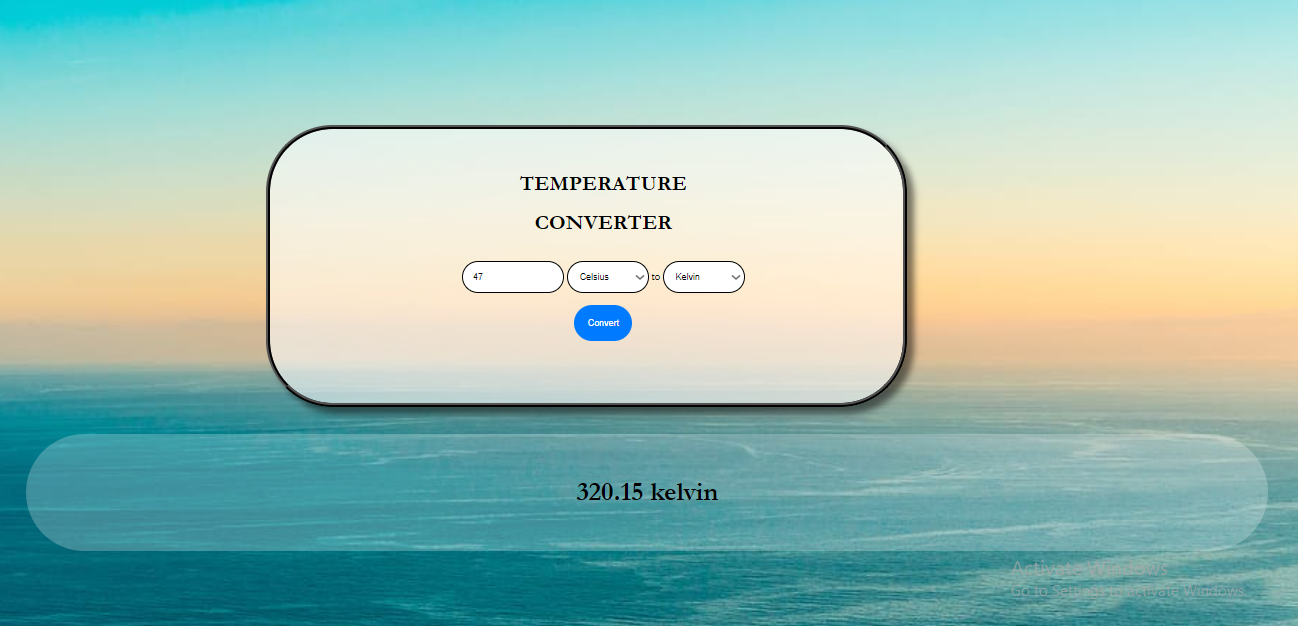 TEMPERATURE
CONVERTER
47 Celsius to Kelvin
Convert
320.15 kelvin
Activate Windows
Go to Settings to activate Windows.